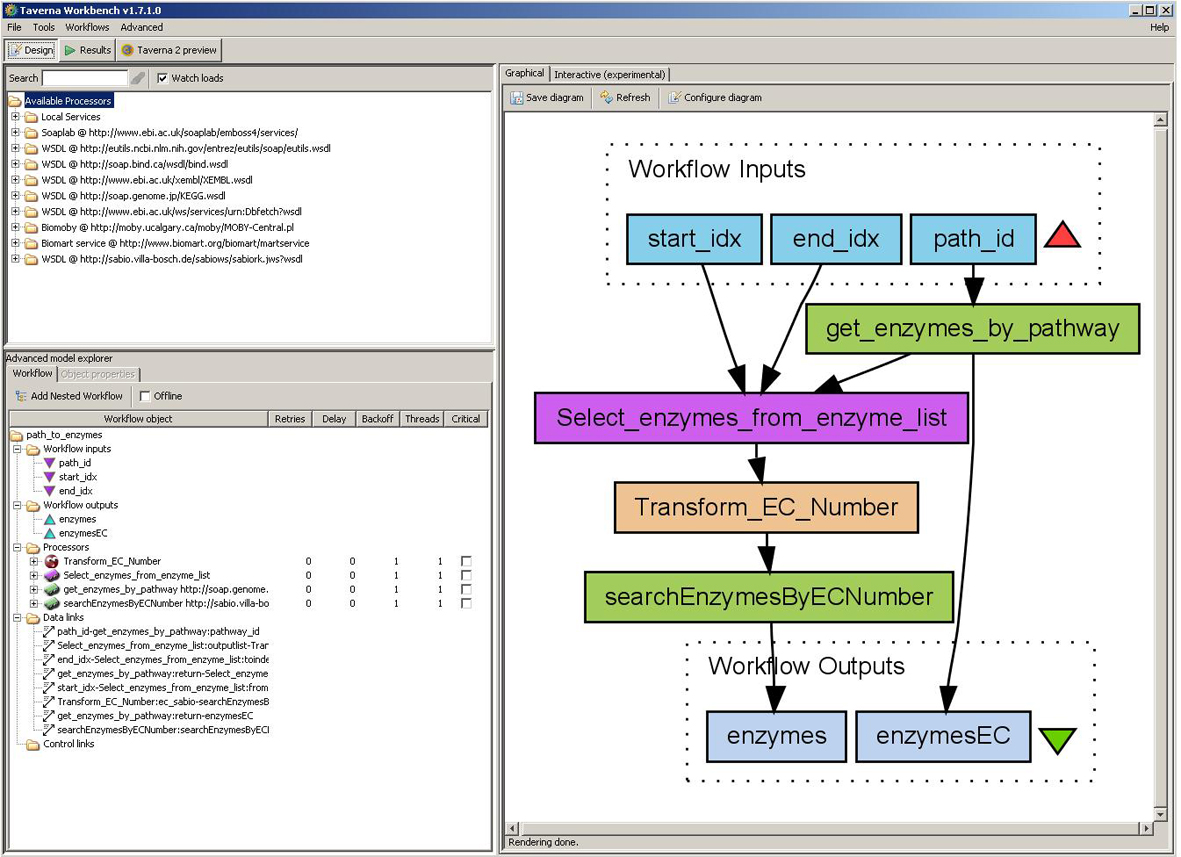 Taverna Workbench v1.7.1.0
File Tools Workflows Advanced Help
Design Results Taverna 2 preview
Search Watch loads
Available Processors
Local Services
Soaplab @ http://www.ebi.ac.uk/soaplab/emboss4/services/
WSDL @ http://eutils.ncbi.nlm.nih.gov/entrez/eutils/soap/eutils.wsdl
WSDL @ http://soap.bind.ca/wsdl/bind.wsdl
WSDL @ http://www.ebi.ac.uk/xembl/XEMBL.wsdl
WSDL @ http://soap.genome.jp/KEGG.wsdl
WSDL @ http://www.ebi.ac.uk/ws/services/urn:Dbfetch?wsdl
Biomoby @ http://moby.ucalgary.ca/moby/MOBY-Central.pl
Biomart service @ http://www.biomart.org/biomart/martservice
WSDL @ http://sabio.villa-bosch.de/sabiows/sabiork.jws?wsdl
Advanced model explorer
Workflow Object properties
Add Nested Workflow Offline
Workflow object Retries Delay Backoff Threads Critical
path_to_enzymes
Workflow inputs
path_id
start_idx
end_idx
Workflow outputs
enzymes
enzymesEC
Processors
Transform_EC_Number 0 0 1 1
Select_enzymes_from_enzyme_list 0 0 1 1
get_enzymes_by_pathway http://soap.genome. 0 0 1 1
searchEnzymesByECNumber http://sabio.villa-bo 0 0 1 1
Data links
path_id-get_enzymes_by_pathway:pathway_id
Select_enzymes_from_enzyme_list:outputlist-Tran
end_idx-Select_enzymes_from_enzyme_list:toinde
get_enzymes_by_pathway:return-Select_enzyme
start_idx-Select_enzymes_from_enzyme_list:from
Transform_EC_Number:ec_sabio-searchEnzymesB
get_enzymes_by_pathway:return-enzymesEC
searchEnzymesByECNumber:searchEnzymesByECI
Control links
Graphical Interactive (experimental)
Save diagram Refresh Configure diagram
Workflow Inputs
start_idx end_idx path_id
get_enzymes_by_pathway
Select_enzymes_from_enzyme_list
Transform_EC_Number
searchEnzymesByECNumber
Workflow Outputs
enzymes enzymesEC
Rendering done.